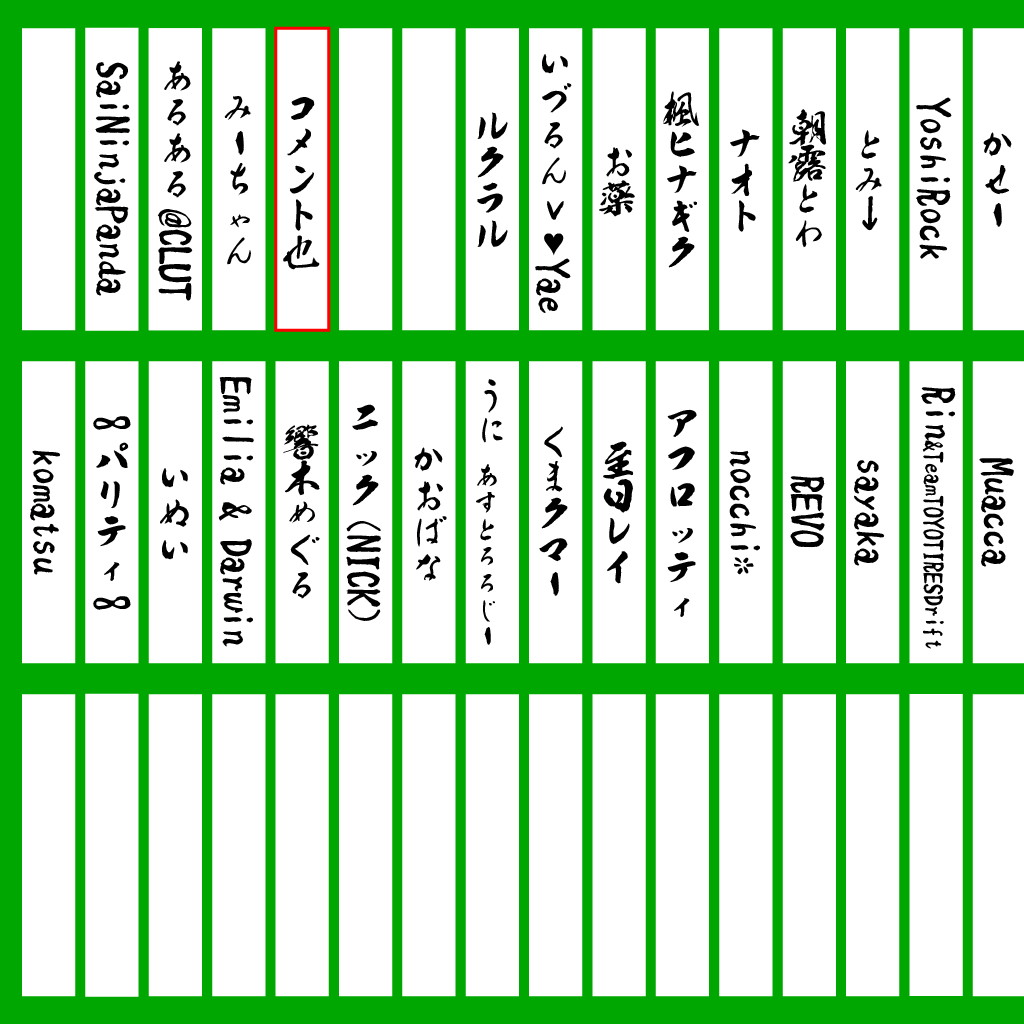 かせー
YoshiRock
とみ↓
朝露とわ
ナオト
楓ヒナギク
お薬
いづるん∨♥Yae
ルクラル
コメント也
みーちゃん
あるある@CLUT
SaiNinjaPanda
Muacca
Rin&TeamTOYOTIRESDrift
sayaka
REVO
nocchi✲
アフロッティ
レイ
くまクマー
うに あすとろろじー
かおばな
ニック(NICK)
響木めぐる
Emilia & Darwin
いぬい
∞パリティ∞
komatsu